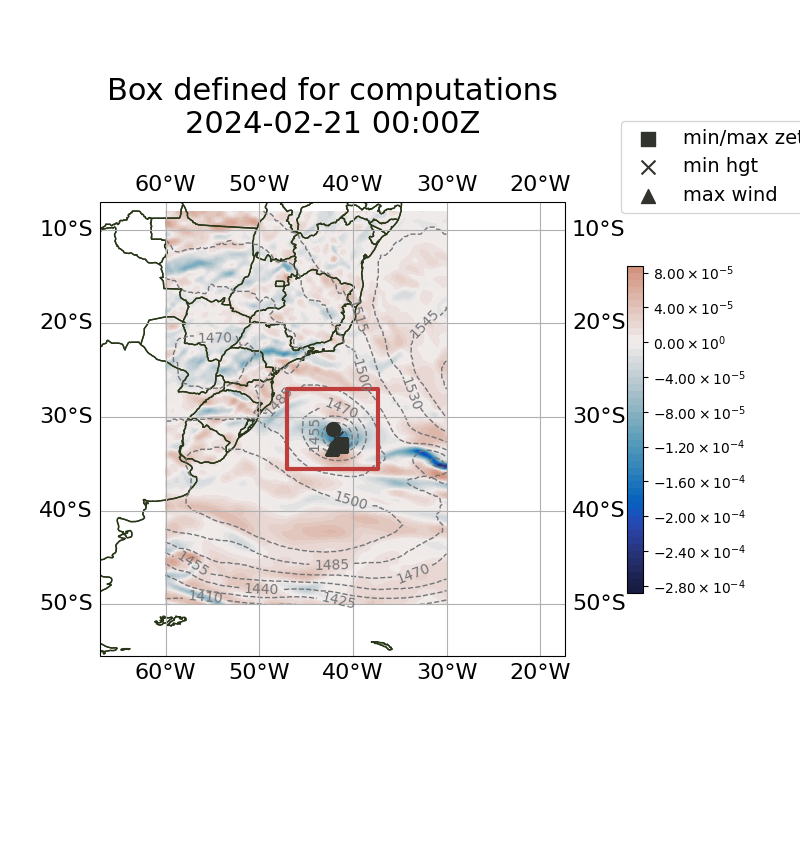 Box defined for computations
2024-02-21 00:00Z
min/max zet
min hgt
max wind
60°W 50°W 40°W 30°W 20°W
10°S 10°S
20°S
30°S
40°S 40°S
50°S 50°S
60°W 50°W 40°W 30°W 20°W
1515
1545
1470
1500
1530
1485
1470
1455
1500
1455
1485
1470
1440
1410
1425
8.00 × 10⁻⁵
4.00 × 10⁻⁵
0.00 × 10⁰
-4.00 × 10⁻⁵
-8.00 × 10⁻⁵
-1.20 × 10⁻⁴
-1.60 × 10⁻⁴
-2.00 × 10⁻⁴
-2.40 × 10⁻⁴
-2.80 × 10⁻⁴